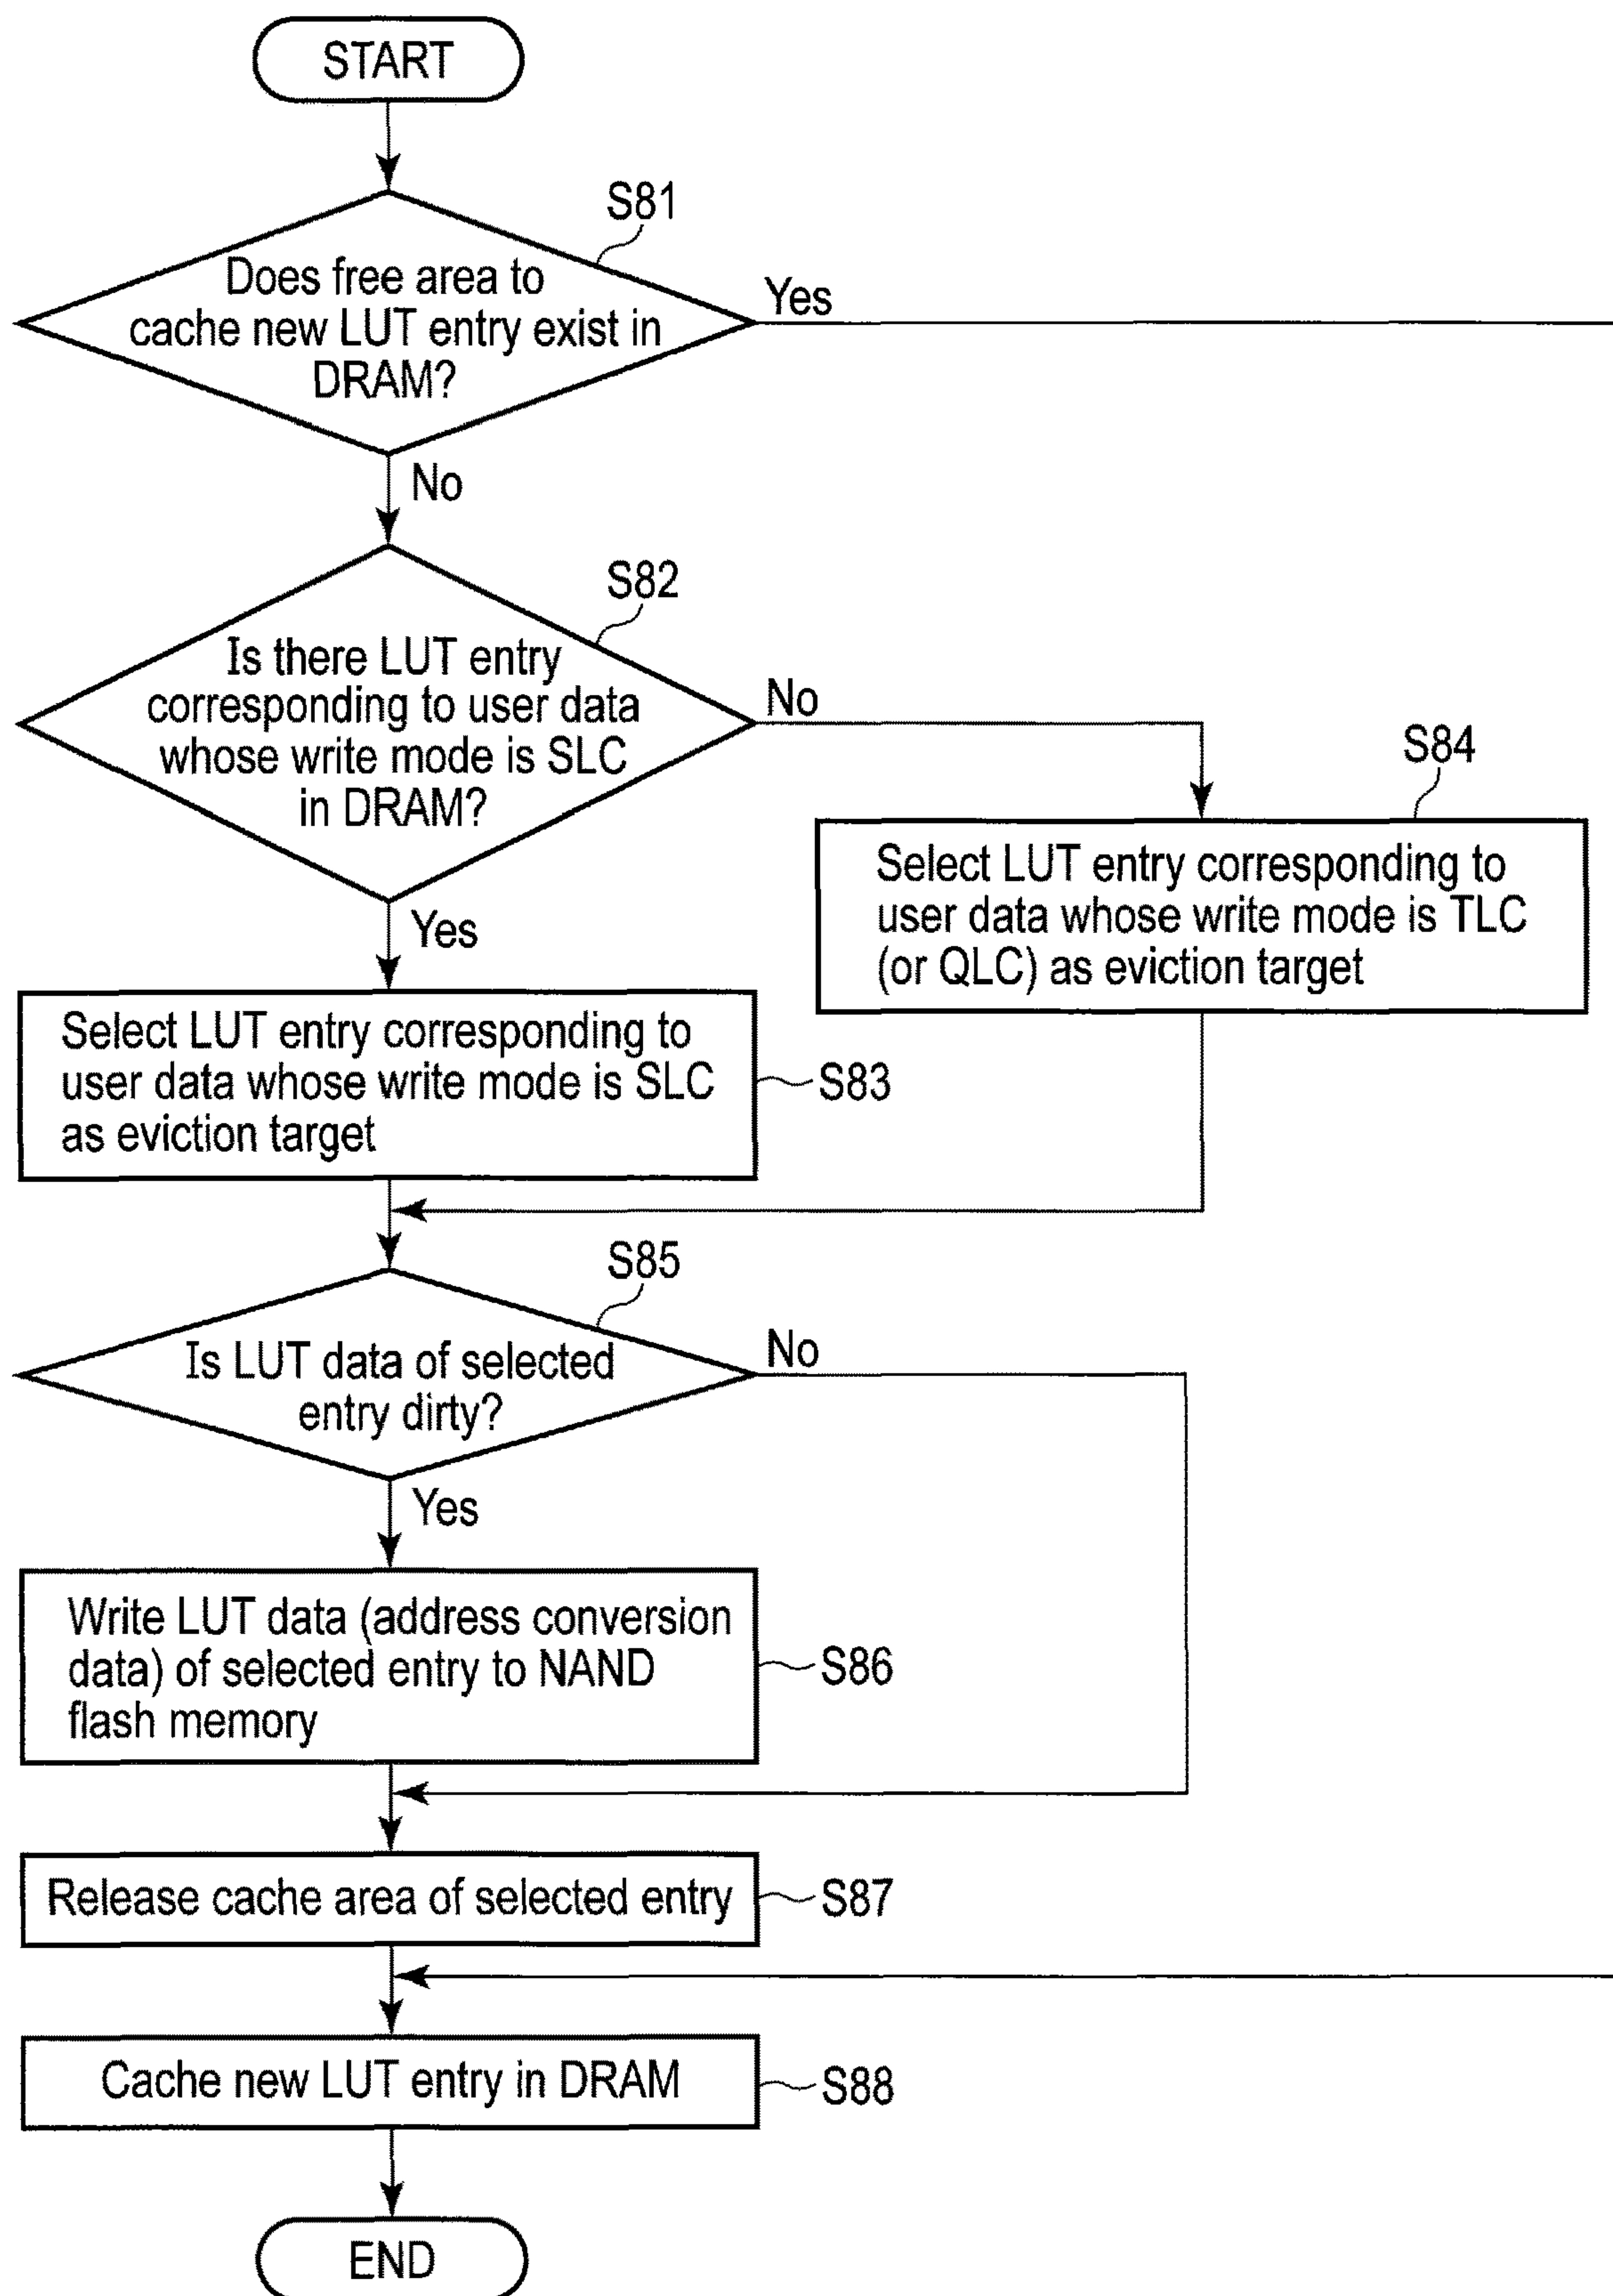 START
S81
Does free area to
cache new LUT entry exist in
DRAM?
Yes
No
S82
Is there LUT entry
corresponding to user data
whose write mode is SLC
in DRAM?
No
Yes
S84
Select LUT entry corresponding to
user data whose write mode is TLC
(or QLC) as eviction target
Select LUT entry corresponding to
user data whose write mode is SLC
as eviction target
S83
S85
Is LUT data of selected
entry dirty?
No
Yes
Write LUT data (address conversion
data) of selected entry to NAND
flash memory
S86
Release cache area of selected entry
S87
Cache new LUT entry in DRAM
S88
END